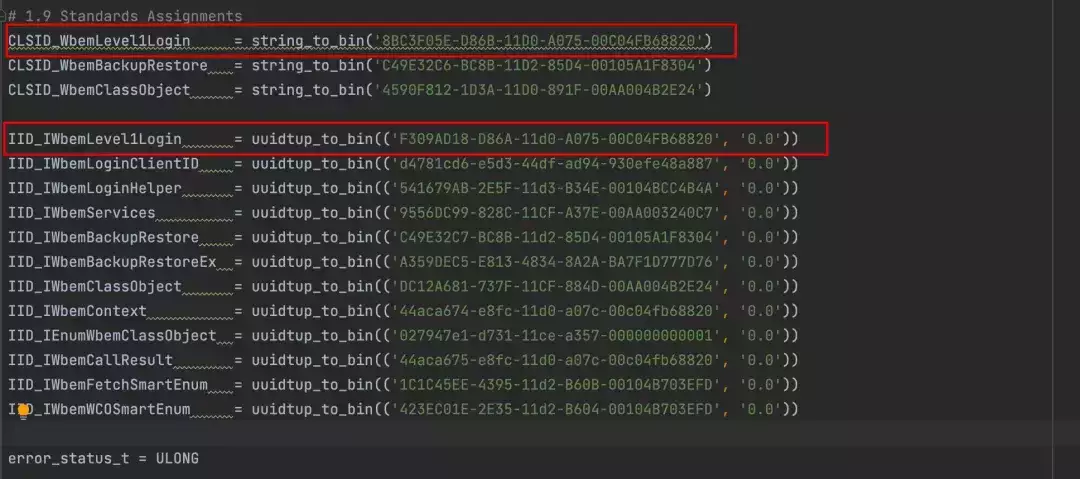 # 1.9 Standards Assignments
CLSID_WbemLevel1Login = string_to_bin('8BC3F05E-D86B-11D0-A075-00C04FB68820')
CLSID_WbemBackupRestore = string_to_bin('C49E32C6-BC8B-11D2-85D4-00105A1F8304')
CLSID_WbemClassObject = string_to_bin('4590F812-1D3A-11D0-891F-00AA004B2E24')
IID_IWbemLevel1Login = uuidtup_to_bin(('F309AD18-D86A-11d0-A075-00C04FB68820', '0.0'))
IID_IWbemLoginClientID = uuidtup_to_bin(('d4781cd6-e5d3-44df-ad94-930efe48a887', '0.0'))
IID_IWbemLoginHelper = uuidtup_to_bin(('541679AB-2E5F-11d3-B34E-00104BCC4B4A', '0.0'))
IID_IWbemServices = uuidtup_to_bin(('9556DC99-828C-11CF-A37E-00AA003240C7', '0.0'))
IID_IWbemBackupRestore = uuidtup_to_bin(('C49E32C7-BC8B-11d2-85D4-00105A1F8304', '0.0'))
IID_IWbemBackupRestoreEx = uuidtup_to_bin(('A359DEC5-E813-4834-8A2A-BA7F1D777D76', '0.0'))
IID_IWbemClassObject = uuidtup_to_bin(('DC12A681-737F-11CF-884D-00AA004B2E24', '0.0'))
IID_IWbemContext = uuidtup_to_bin(('44aca674-e8fc-11d0-a07c-00c04fb68820', '0.0'))
IID_IEnumWbemClassObject = uuidtup_to_bin(('027947e1-d731-11ce-a357-000000000001', '0.0'))
IID_IWbemCallResult = uuidtup_to_bin(('44aca675-e8fc-11d0-a07c-00c04fb68820', '0.0'))
IID_IWbemFetchSmartEnum = uuidtup_to_bin(('1C1C45EE-4395-11d2-B60B-00104B703EFD', '0.0'))
IID_IWbemWCOSmartEnum = uuidtup_to_bin(('423EC01E-2E35-11d2-B604-00104B703EFD', '0.0'))
error_status_t = ULONG